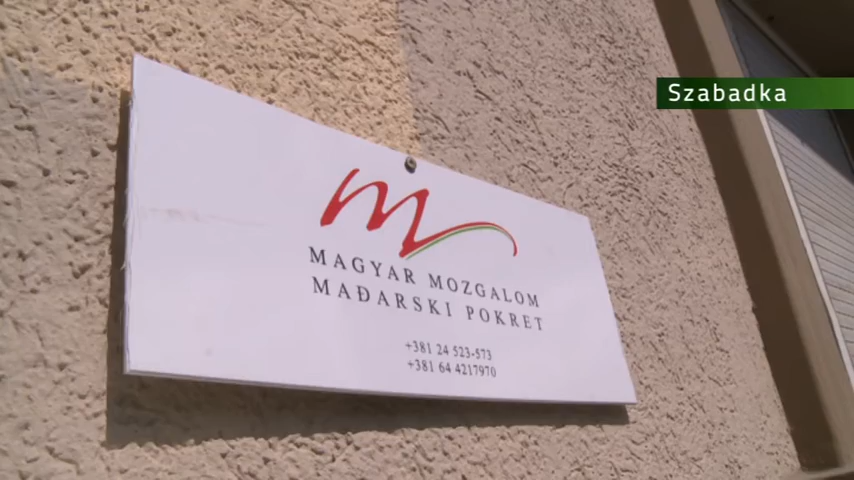 Szabadka
MAGYAR MOZGALOM
MAĐARSKI POKRET
+381 24 523-573
+381 64 4217970